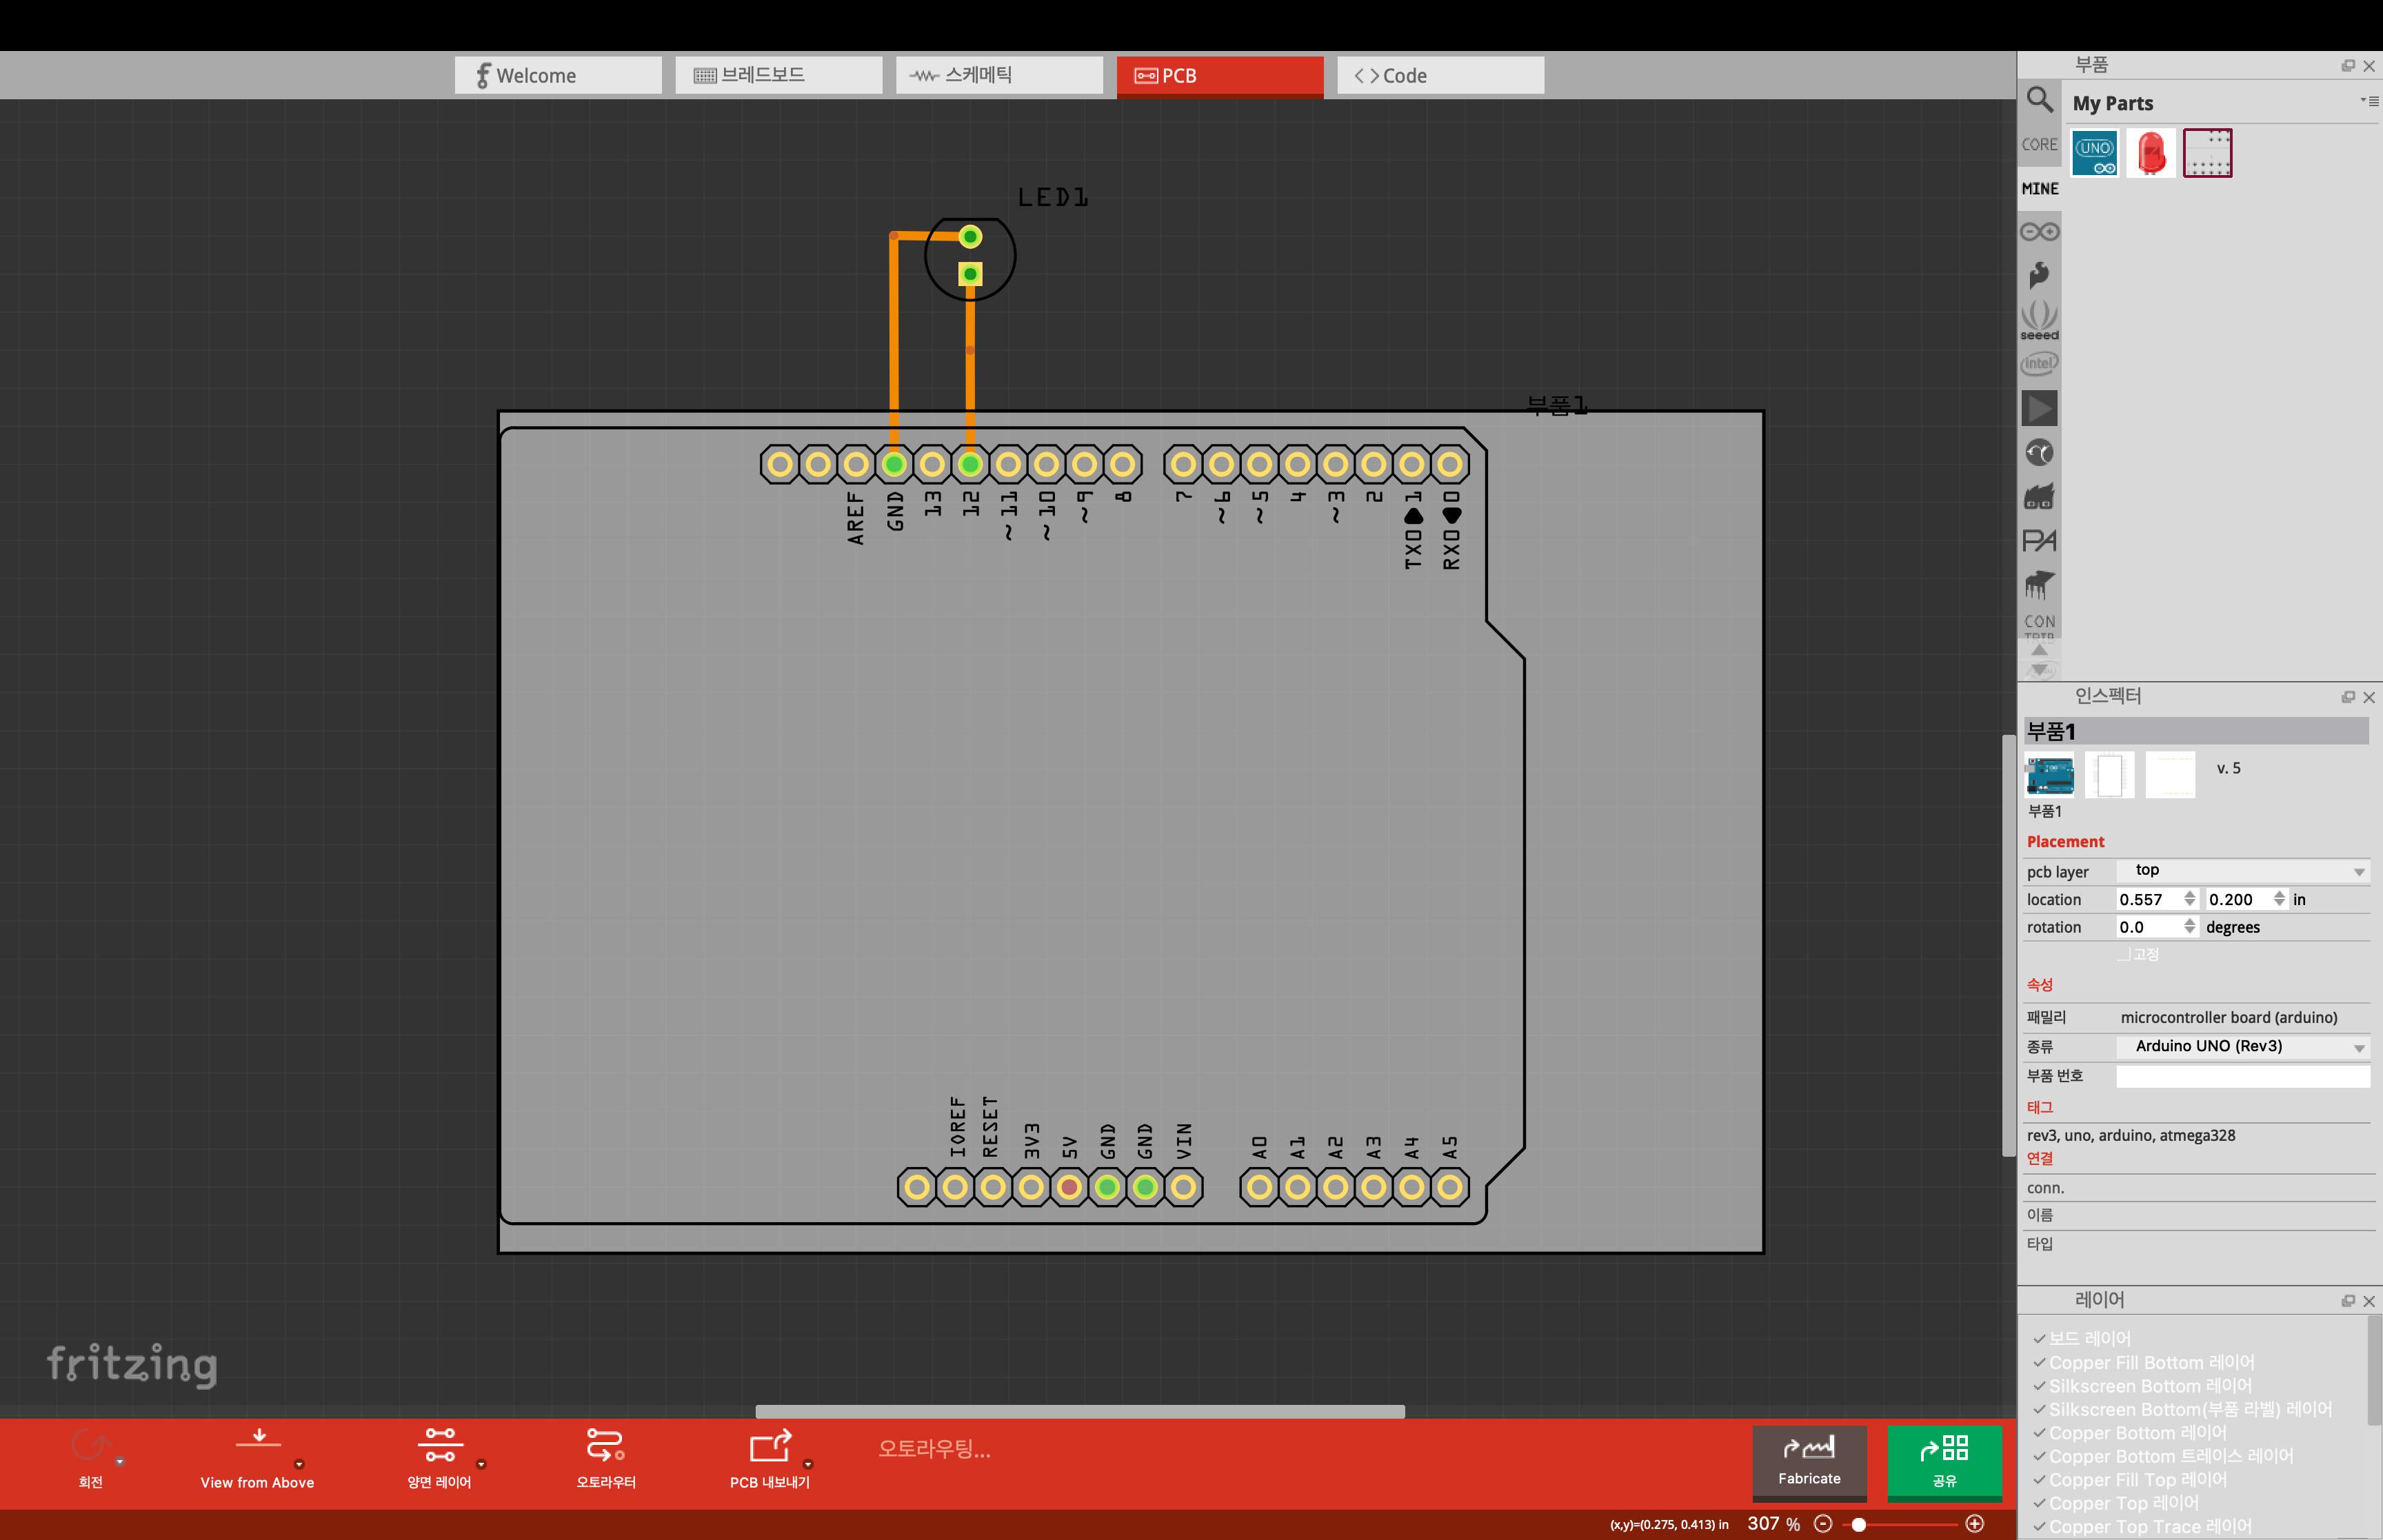 Welcome
브레드보드
스케메틱
PCB
Code
부품
My Parts
CORE
MINE
UNO
seeed
intel
PA
CON
LED1
부품1
AREF
GND
13
12
~11
~10
~9
8
7
~6
~5
4
~3
2
TX0▶1
RX0◀0
IOREF
RESET
3V3
5V
GND
GND
VIN
A0
A1
A2
A3
A4
A5
인스펙터
부품1
v. 5
부품1
Placement
pcb layer top
location 0.557 0.200 in
rotation 0.0 degrees
고정
속성
패밀리 microcontroller board (arduino)
종류 Arduino UNO (Rev3)
부품 번호
태그
rev3, uno, arduino, atmega328
연결
conn.
이름
타입
레이어
보드 레이어
Copper Fill Bottom 레이어
Silkscreen Bottom 레이어
Silkscreen Bottom(부품 라벨) 레이어
Copper Bottom 레이어
Copper Bottom 트레이스 레이어
Copper Fill Top 레이어
Copper Top 레이어
Copper Top Trace 레이어
fritzing
회전
View from Above
양면 레이어
오토라우터
PCB 내보내기
오토라우팅...
Fabricate
공유
(x,y)=(0.275, 0.413) in
307 %